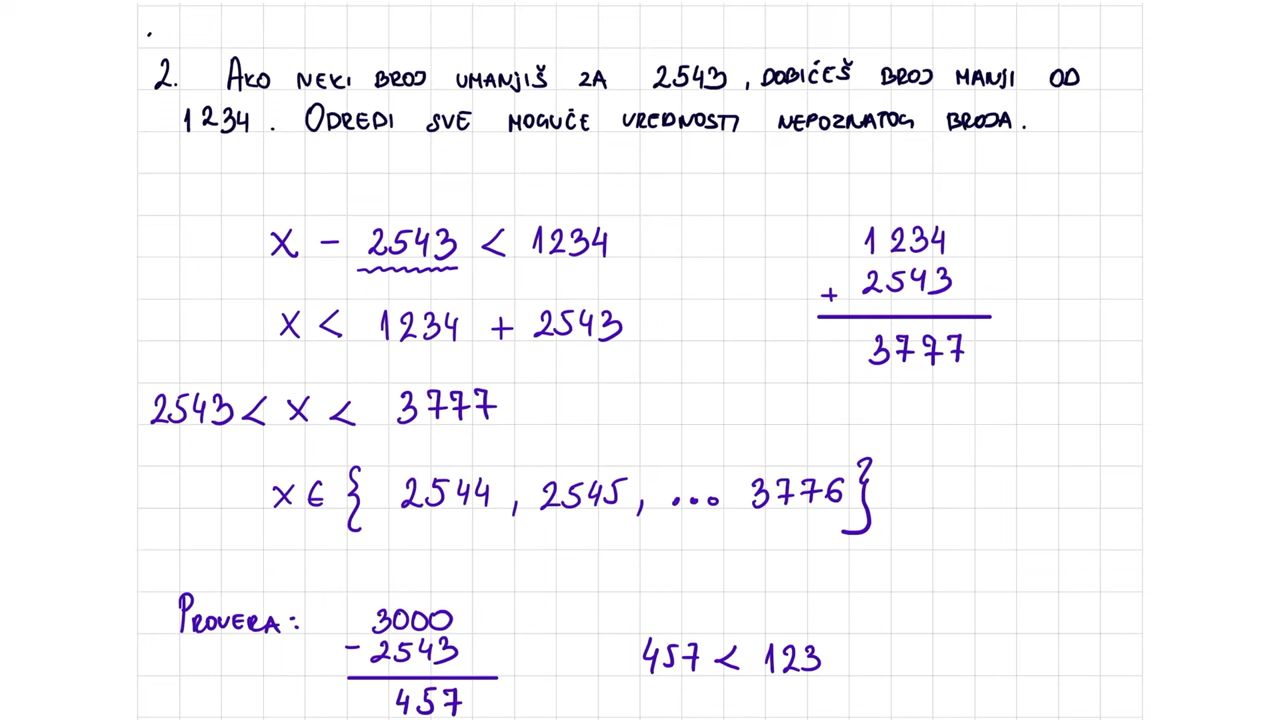 2. AKO NEKI BROJ UMANJIŠ ZA 2543, DOBIĆEŠ BROJ MANJI OD
1234. ODREDI SVE MOGUĆE VREDNOSTI NEPOZNATOG BROJA.
x - 2543 < 1234
x < 1234 + 2543
2543 < x < 3777
x ∈ { 2544, 2545, ... 3776 }
1234
+ 2543
3777
PROVERA:
3000
- 2543
457
457 < 123